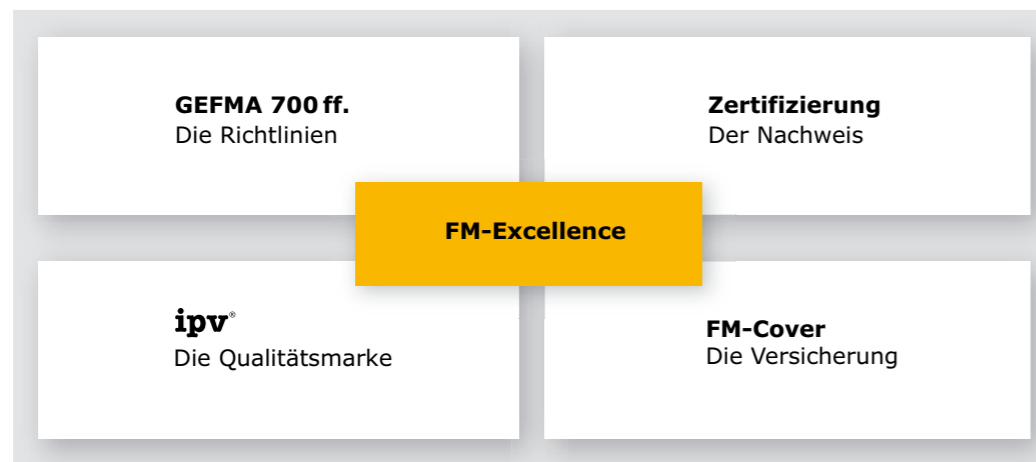 GEFMA 700 ff.
Die Richtlinien
Zertifizierung
Der Nachweis
FM-Excellence
ipv®
Die Qualitätsmarke
FM-Cover
Die Versicherung